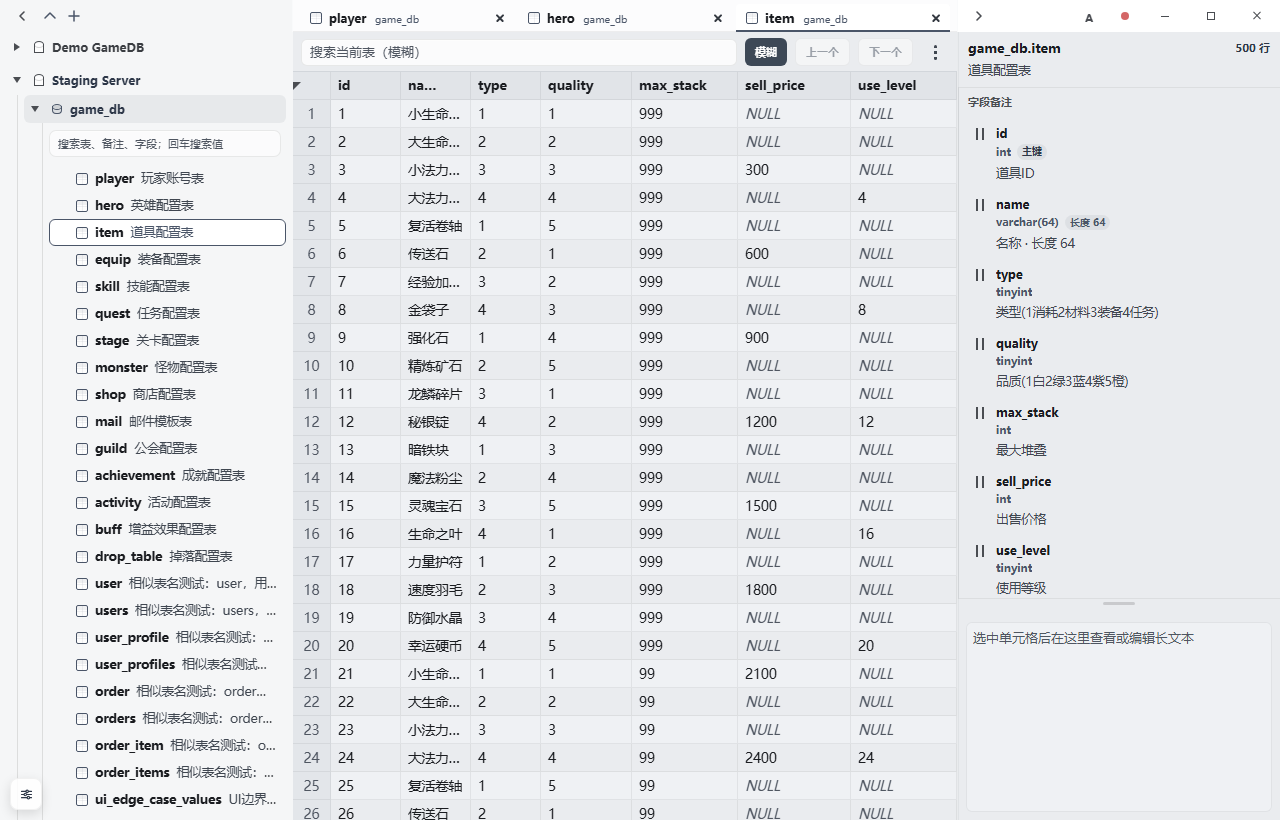 Demo GameDB
Staging Server
game_db
搜索表、备注、字段；回车搜索值
player 玩家账号表
hero 英雄配置表
item 道具配置表
equip 装备配置表
skill 技能配置表
quest 任务配置表
stage 关卡配置表
monster 怪物配置表
shop 商店配置表
mail 邮件模板表
guild 公会配置表
achievement 成就配置表
activity 活动配置表
buff 增益效果配置表
drop_table 掉落配置表
user 相似表名测试：user，用...
users 相似表名测试：users，...
user_profile 相似表名测试：...
user_profiles 相似表名测试...
order 相似表名测试：order...
orders 相似表名测试：order...
order_item 相似表名测试：o...
order_items 相似表名测试：...
ui_edge_case_values UI边界...
player game_db
hero game_db
item game_db
搜索当前表（模糊）
模糊 上一个 下一个
id na... type quality max_stack sell_price use_level
1 1 小生命... 1 1 999 NULL NULL
2 2 大生命... 2 2 999 NULL NULL
3 3 小法力... 3 3 999 300 NULL
4 4 大法力... 4 4 999 NULL 4
5 5 复活卷轴 1 5 999 NULL NULL
6 6 传送石 2 1 999 600 NULL
7 7 经验加... 3 2 999 NULL NULL
8 8 金袋子 4 3 999 NULL 8
9 9 强化石 1 4 999 900 NULL
10 10 精炼矿石 2 5 999 NULL NULL
11 11 龙鳞碎片 3 1 999 NULL NULL
12 12 秘银锭 4 2 999 1200 12
13 13 暗铁块 1 3 999 NULL NULL
14 14 魔法粉尘 2 4 999 NULL NULL
15 15 灵魂宝石 3 5 999 1500 NULL
16 16 生命之叶 4 1 999 NULL 16
17 17 力量护符 1 2 999 NULL NULL
18 18 速度羽毛 2 3 999 1800 NULL
19 19 防御水晶 3 4 999 NULL NULL
20 20 幸运硬币 4 5 999 NULL 20
21 21 小生命... 1 1 99 2100 NULL
22 22 大生命... 2 2 99 NULL NULL
23 23 小法力... 3 3 99 NULL NULL
24 24 大法力... 4 4 99 2400 24
25 25 复活卷轴 1 5 99 NULL NULL
26 26 传送石 2 1 99 NULL NULL
A
game_db.item 500 行
道具配置表
字段备注
id
int 主键
道具ID
name
varchar(64) 长度 64
名称 · 长度 64
type
tinyint
类型(1消耗2材料3装备4任务)
quality
tinyint
品质(1白2绿3蓝4紫5橙)
max_stack
int
最大堆叠
sell_price
int
出售价格
use_level
tinyint
使用等级
选中单元格后在这里查看或编辑长文本